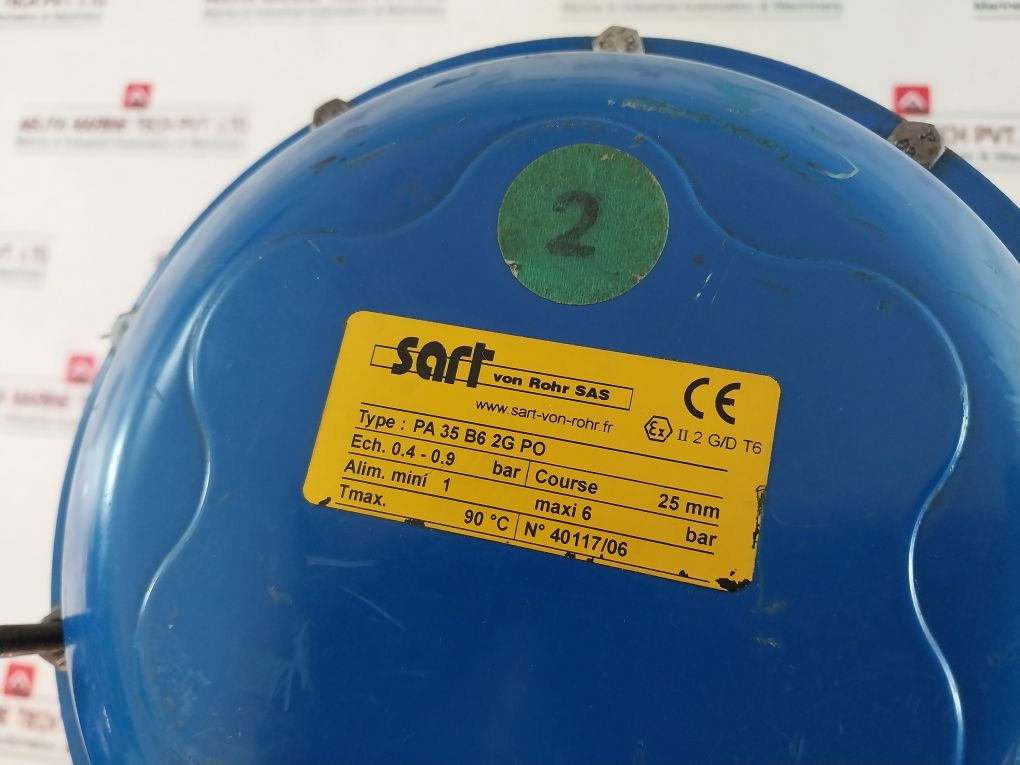 2
sart von Rohr SAS
www.sart-von-rohr.fr
CE
Ex II 2 G/D T6
Type : PA 35 B6 2G PO
Ech. 0.4 - 0.9 bar Course 25 mm
Alim. mini 1 maxi 6 bar
Tmax. 90 °C N° 40117/06